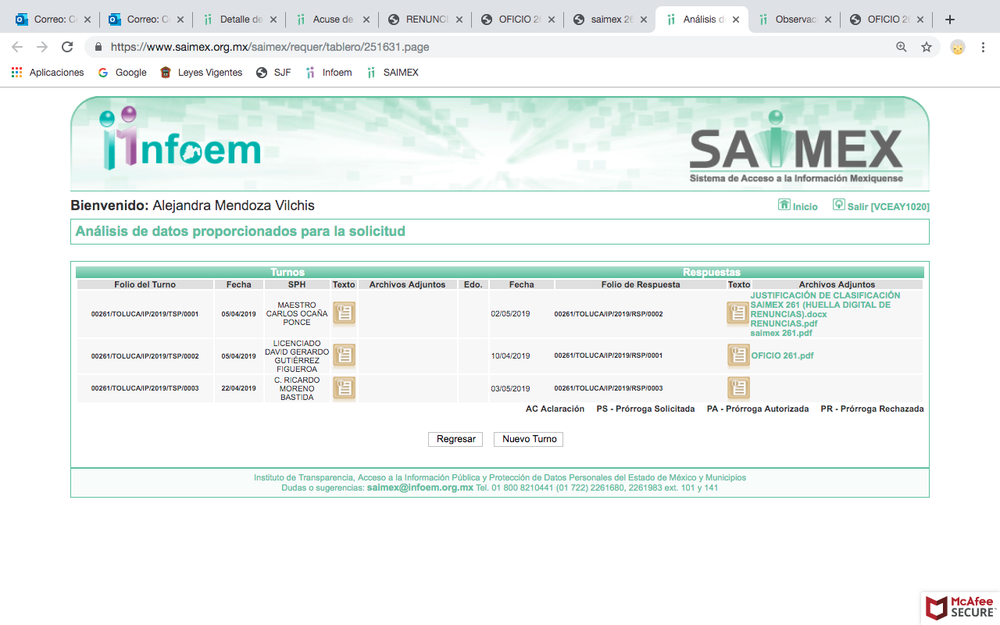 Correo: C
Correo: C
Detalle de
Acuse de
RENUNCI
OFICIO 26
saimex 26
Análisis d
Observac
OFICIO 26
https://www.saimex.org.mx/saimex/requer/tablero/251631.page
Aplicaciones
Google
Leyes Vigentes
SJF
Infoem
SAIMEX
infoem
SAIMEX
Sistema de Acceso a la Información Mexiquense
Bienvenido: Alejandra Mendoza Vilchis
Inicio
Salir [VCEAY1020]
Análisis de datos proporcionados para la solicitud
Turnos Respuestas
Folio del Turno Fecha SPH Texto Archivos Adjuntos Edo. Fecha Folio de Respuesta Texto Archivos Adjuntos
00261/TOLUCA/IP/2019/TSP/0001
05/04/2019
MAESTRO
CARLOS OCAÑA
PONCE
02/05/2019
00261/TOLUCA/IP/2019/RSP/0002
JUSTIFICACIÓN DE CLASIFICACIÓN
SAIMEX 261 (HUELLA DIGITAL DE
RENUNCIAS).docx
RENUNCIAS.pdf
saimex 261.pdf
00261/TOLUCA/IP/2019/TSP/0002
05/04/2019
LICENCIADO
DAVID GERARDO
GUTIÉRREZ
FIGUEROA
10/04/2019
00261/TOLUCA/IP/2019/RSP/0001
OFICIO 261.pdf
00261/TOLUCA/IP/2019/TSP/0003
22/04/2019
C. RICARDO
MORENO
BASTIDA
03/05/2019
00261/TOLUCA/IP/2019/RSP/0003
AC Aclaración PS - Prórroga Solicitada PA - Prórroga Autorizada PR - Prórroga Rechazada
Regresar
Nuevo Turno
Instituto de Transparencia, Acceso a la Información Pública y Protección de Datos Personales del Estado de México y Municipios
Dudas o sugerencias: saimex@infoem.org.mx Tel. 01 800 8210441 (01 722) 2261680, 2261983 ext. 101 y 141
McAfee
SECURE™